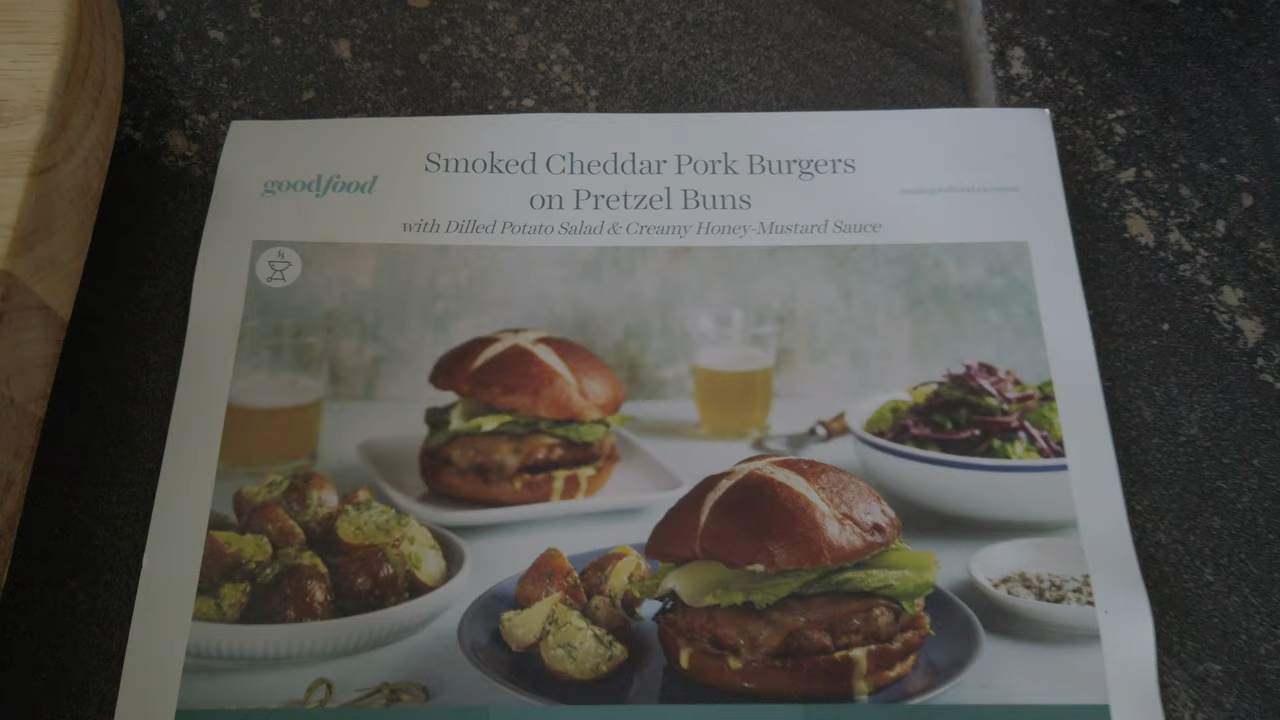 goodfood
Smoked Cheddar Pork Burgers
on Pretzel Buns
with Dilled Potato Salad & Creamy Honey-Mustard Sauce